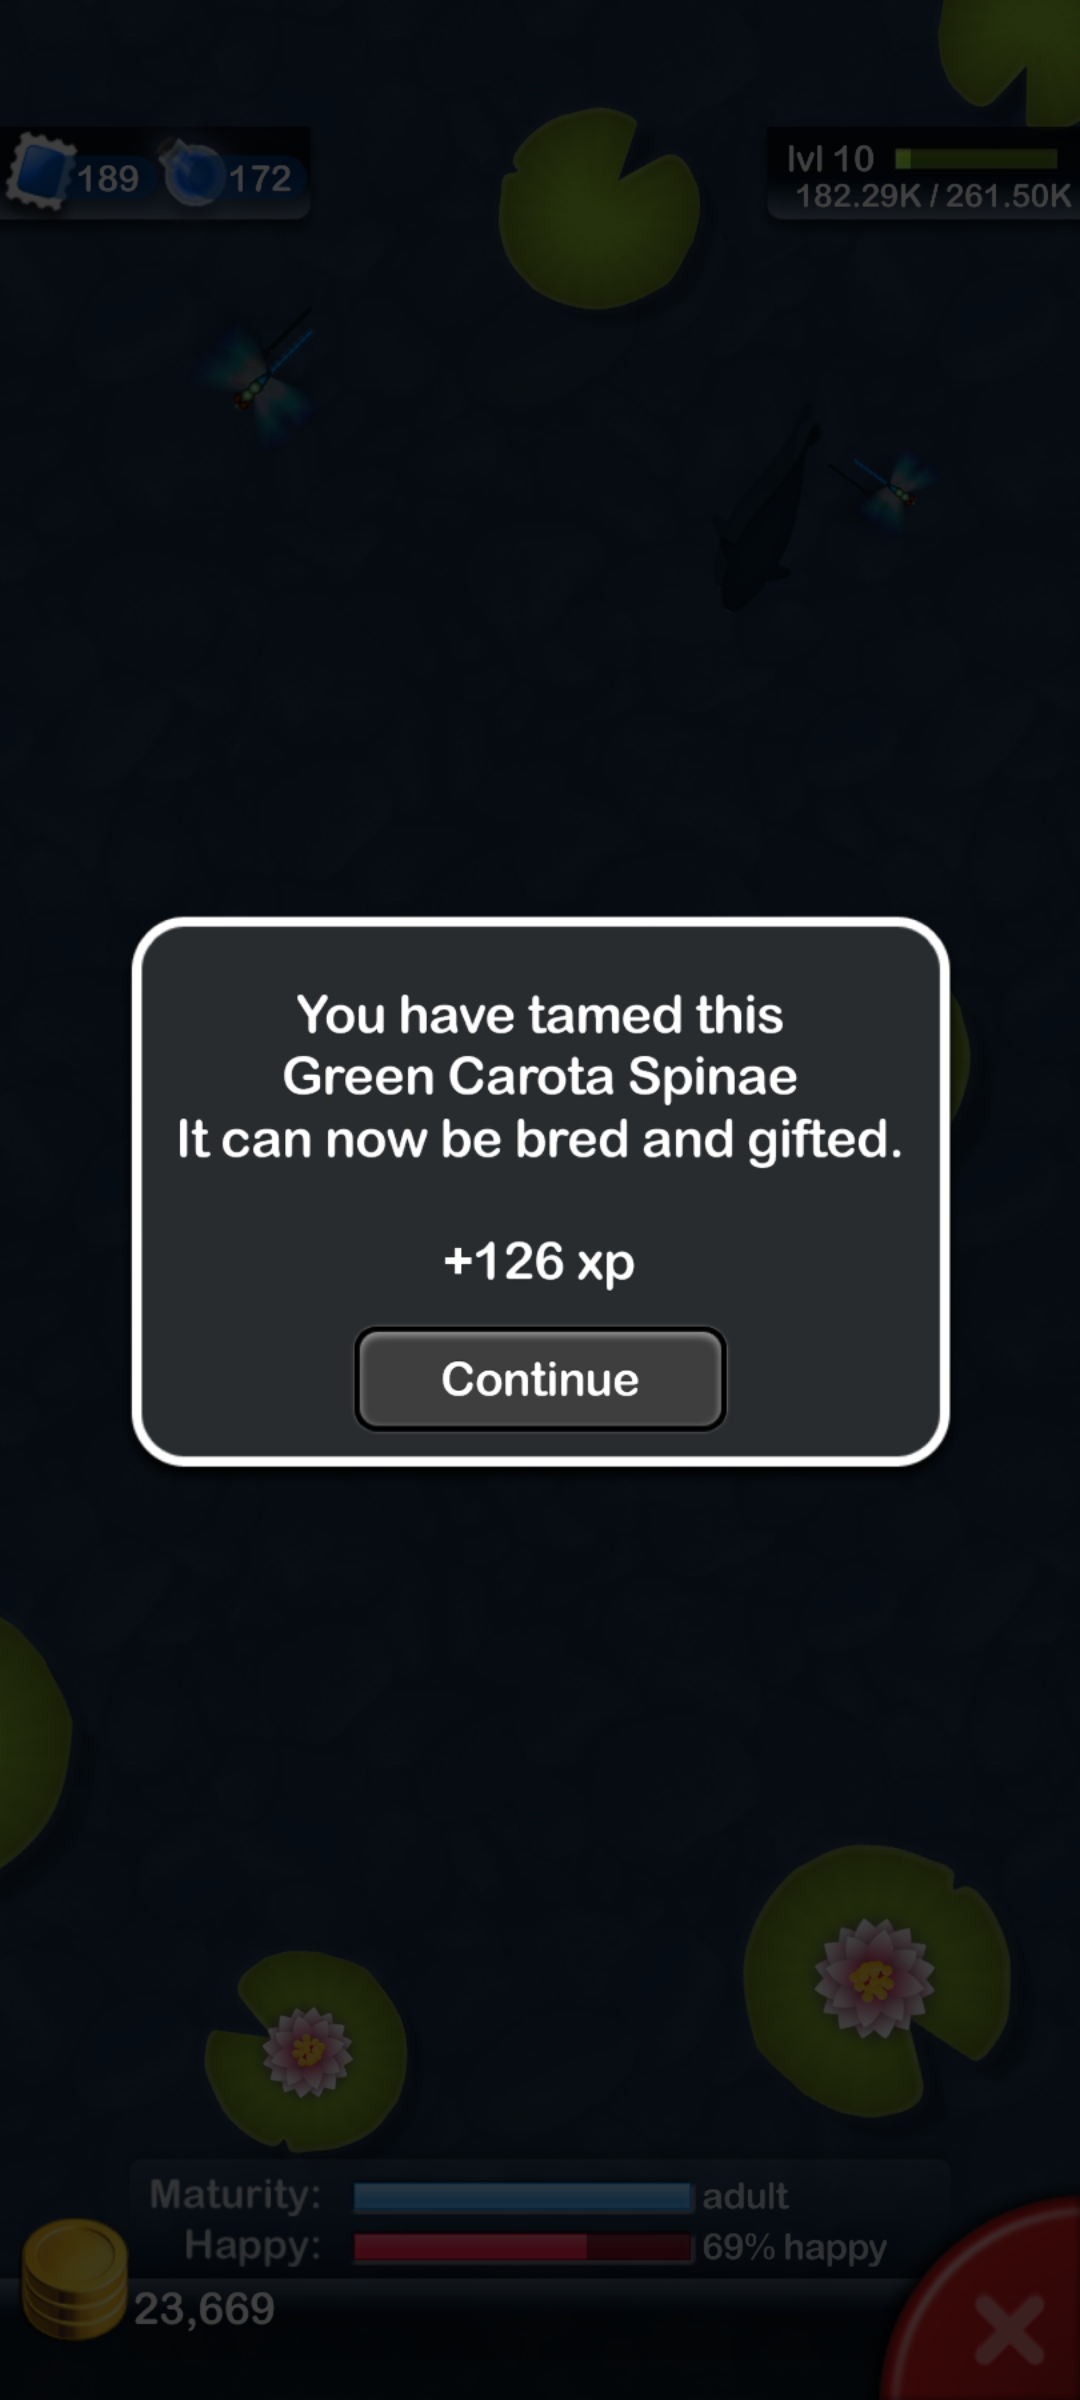 189
172
lvl 10
182.29K / 261.50K
You have tamed this
Green Carota Spinae
It can now be bred and gifted.
+126 xp
Continue
Maturity:
adult
Happy:
69% happy
23,669